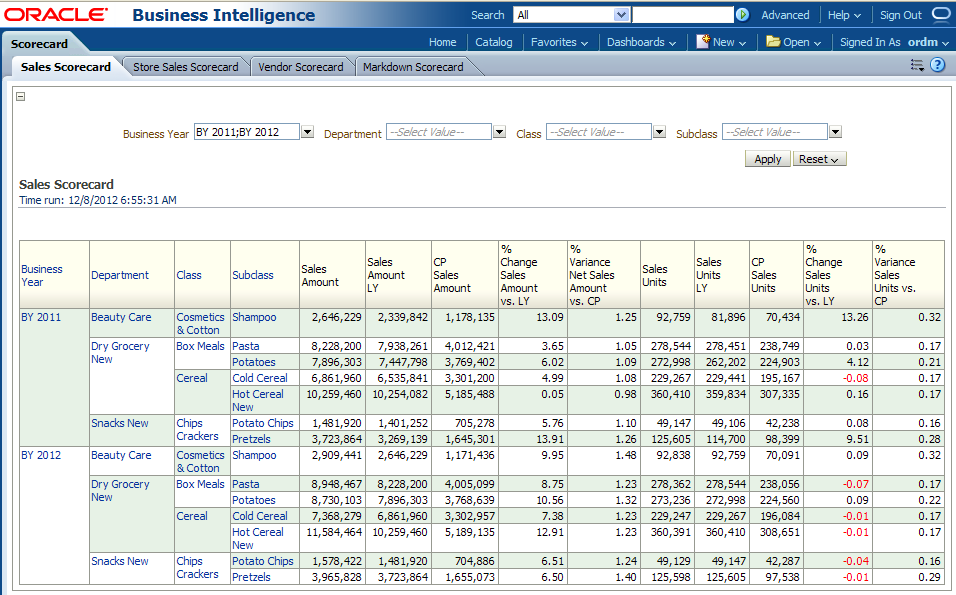 ORACLE® Business Intelligence Search All Advanced Help Sign Out
Scorecard Home Catalog Favorites Dashboards New Open Signed In As ordm
Sales Scorecard Store Sales Scorecard Vendor Scorecard Markdown Scorecard
Business Year BY 2011;BY 2012 Department --Select Value-- Class --Select Value-- Subclass --Select Value--
Apply Reset
Sales Scorecard
Time run: 12/8/2012 6:55:31 AM
Business Year Department Class Subclass Sales Amount Sales Amount LY CP Sales Amount % Change Sales Amount vs. LY % Variance Net Sales Amount vs. CP Sales Units Sales Units LY CP Sales Units % Change Sales Units vs. LY % Variance Sales Units vs. CP
BY 2011 Beauty Care Cosmetics & Cotton Shampoo 2,646,229 2,339,842 1,178,135 13.09 1.25 92,759 81,896 70,434 13.26 0.32
Dry Grocery New Box Meals Pasta 8,228,200 7,938,261 4,012,421 3.65 1.05 278,544 278,451 238,749 0.03 0.17
Potatoes 7,896,303 7,447,798 3,769,402 6.02 1.09 272,998 262,202 224,903 4.12 0.21
Cereal Cold Cereal 6,861,960 6,535,841 3,301,200 4.99 1.08 229,267 229,441 195,167 -0.08 0.17
Hot Cereal New 10,259,460 10,254,082 5,185,488 0.05 0.98 360,410 359,834 307,335 0.16 0.17
Snacks New Chips Crackers Potato Chips 1,481,920 1,401,252 705,278 5.76 1.10 49,147 49,106 42,238 0.08 0.16
Pretzels 3,723,864 3,269,139 1,645,301 13.91 1.26 125,605 114,700 98,399 9.51 0.28
BY 2012 Beauty Care Cosmetics & Cotton Shampoo 2,909,441 2,646,229 1,171,436 9.95 1.48 92,838 92,759 70,091 0.09 0.32
Dry Grocery New Box Meals Pasta 8,948,467 8,228,200 4,005,099 8.75 1.23 278,362 278,544 238,056 -0.07 0.17
Potatoes 8,730,103 7,896,303 3,768,639 10.56 1.32 273,236 272,998 224,560 0.09 0.22
Cereal Cold Cereal 7,368,279 6,861,960 3,302,957 7.38 1.23 229,247 229,267 196,084 -0.01 0.17
Hot Cereal New 11,584,464 10,259,460 5,189,135 12.91 1.23 360,391 360,410 308,651 -0.01 0.17
Snacks New Chips Crackers Potato Chips 1,578,422 1,481,920 704,886 6.51 1.24 49,129 49,147 42,287 -0.04 0.16
Pretzels 3,965,828 3,723,864 1,655,073 6.50 1.40 125,598 125,605 97,538 -0.01 0.29